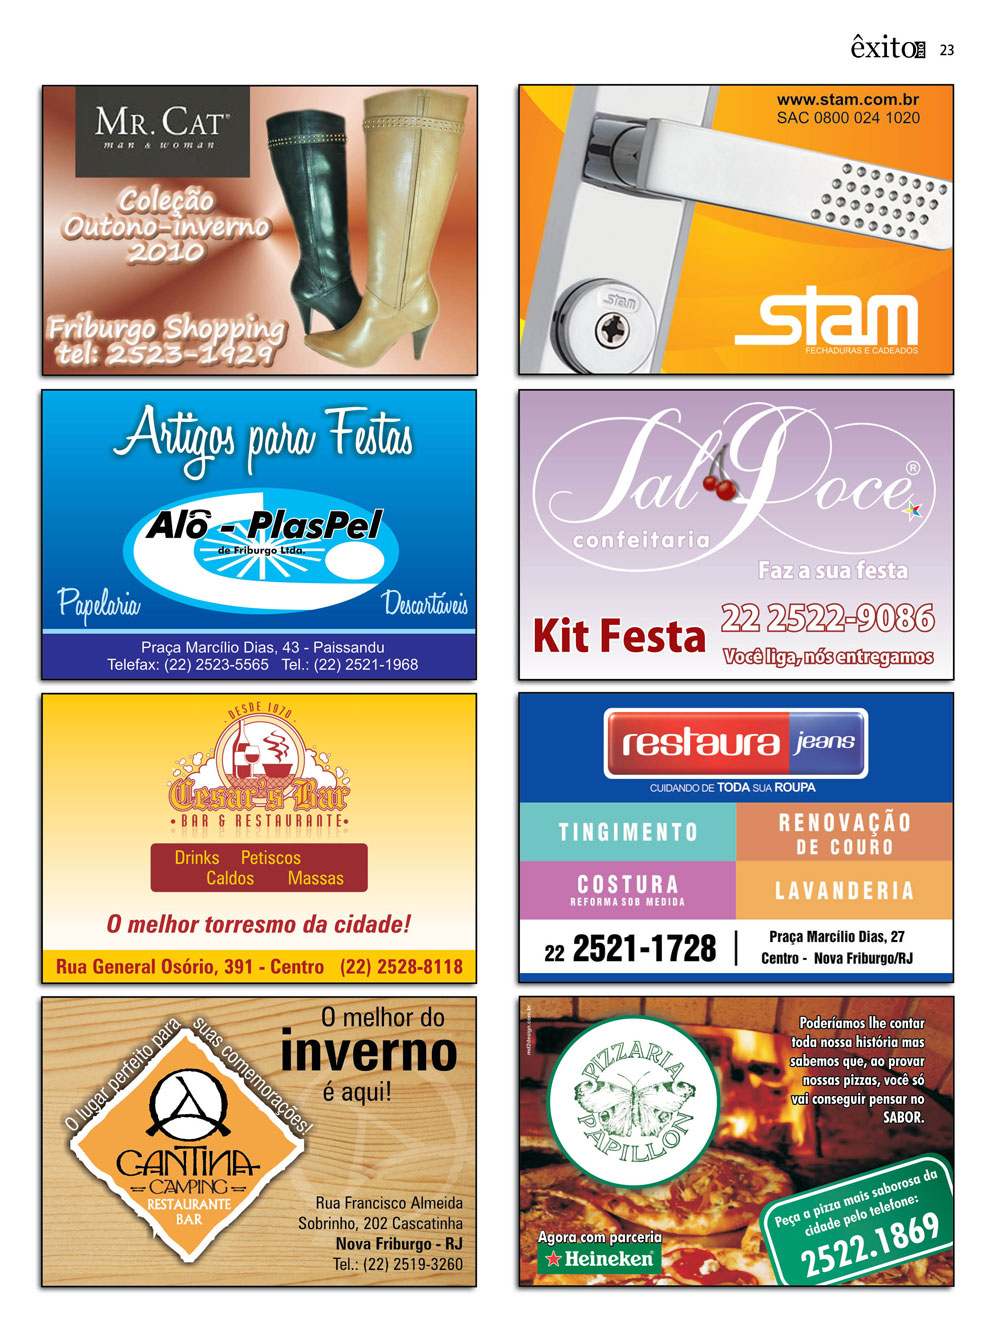 êxito RIO 23
MR. CAT®
man & woman
Coleção
Outono-inverno
2010
Friburgo Shopping
tel: 2523-1929
www.stam.com.br
SAC 0800 024 1020
stam
stam
FECHADURAS E CADEADOS
Artigos para Festas
Alô - PlasPel
de Friburgo Ltda.
Papelaria
Descartáveis
Praça Marcílio Dias, 43 - Paissandu
Telefax: (22) 2523-5565 Tel.: (22) 2521-1968
Sal Doce®
confeitaria
Faz a sua festa
Kit Festa
22 2522-9086
Você liga, nós entregamos
• DESDE 1970 •
Cesar's Bar
• BAR & RESTAURANTE •
Drinks Petiscos
Caldos Massas
O melhor torresmo da cidade!
Rua General Osório, 391 - Centro (22) 2528-8118
restaura jeans
CUIDANDO DE TODA SUA ROUPA
TINGIMENTO
RENOVAÇÃO
DE COURO
COSTURA
REFORMA SOB MEDIDA
LAVANDERIA
22 2521-1728
Praça Marcílio Dias, 27
Centro - Nova Friburgo/RJ
O lugar perfeito para
suas comemorações!
CANTINA
CAMPING
RESTAURANTE
BAR
O melhor do
inverno
é aqui!
Rua Francisco Almeida
Sobrinho, 202 Cascatinha
Nova Friburgo - RJ
Tel.: (22) 2519-3260
md2design.com.br
PIZZARIA
PAPILLON
Poderíamos lhe contar
toda nossa história mas
sabemos que, ao provar
nossas pizzas, você só
vai conseguir pensar no
SABOR.
Agora com parceria
Heineken
Peça a pizza mais saborosa da
cidade pelo telefone:
2522.1869